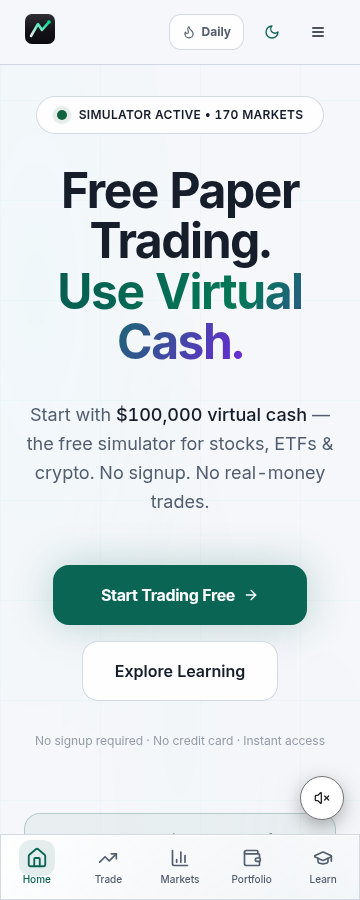 Daily
SIMULATOR ACTIVE • 170 MARKETS
Free Paper
Trading.
Use Virtual
Cash.
Start with $100,000 virtual cash —
the free simulator for stocks, ETFs &
crypto. No signup. No real-money
trades.
Start Trading Free →
Explore Learning
No signup required · No credit card · Instant access
Home Trade Markets Portfolio Learn